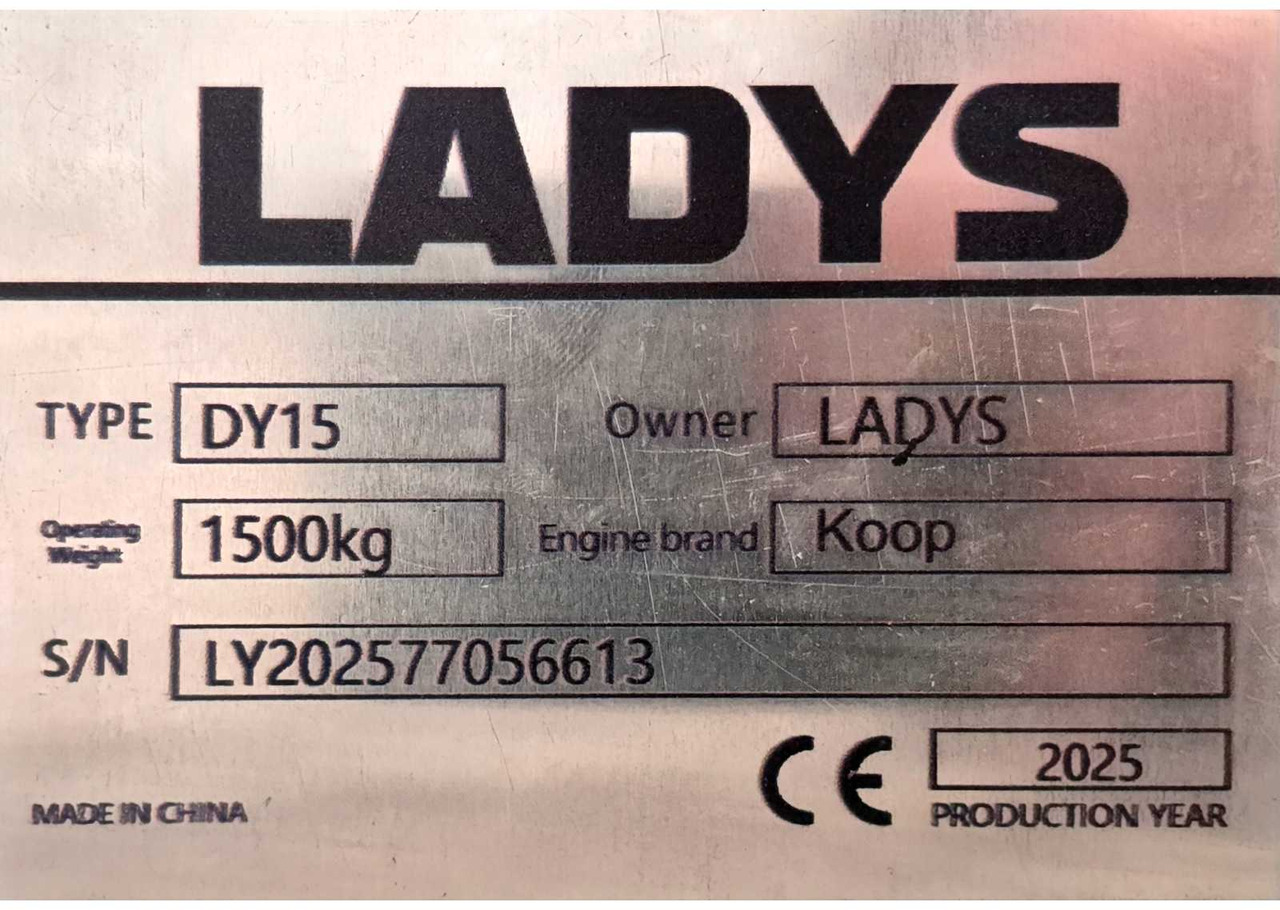 LADYS
TYPE DY15 Owner LADYS
Operating Weight 1500kg Engine brand Koop
S/N LY202577056613
CE 2025
MADE IN CHINA PRODUCTION YEAR